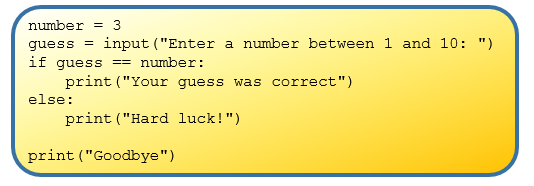 number = 3
guess = input("Enter a number between 1 and 10: ")
if guess == number:
    print("Your guess was correct")
else:
    print("Hard luck!")

print("Goodbye")